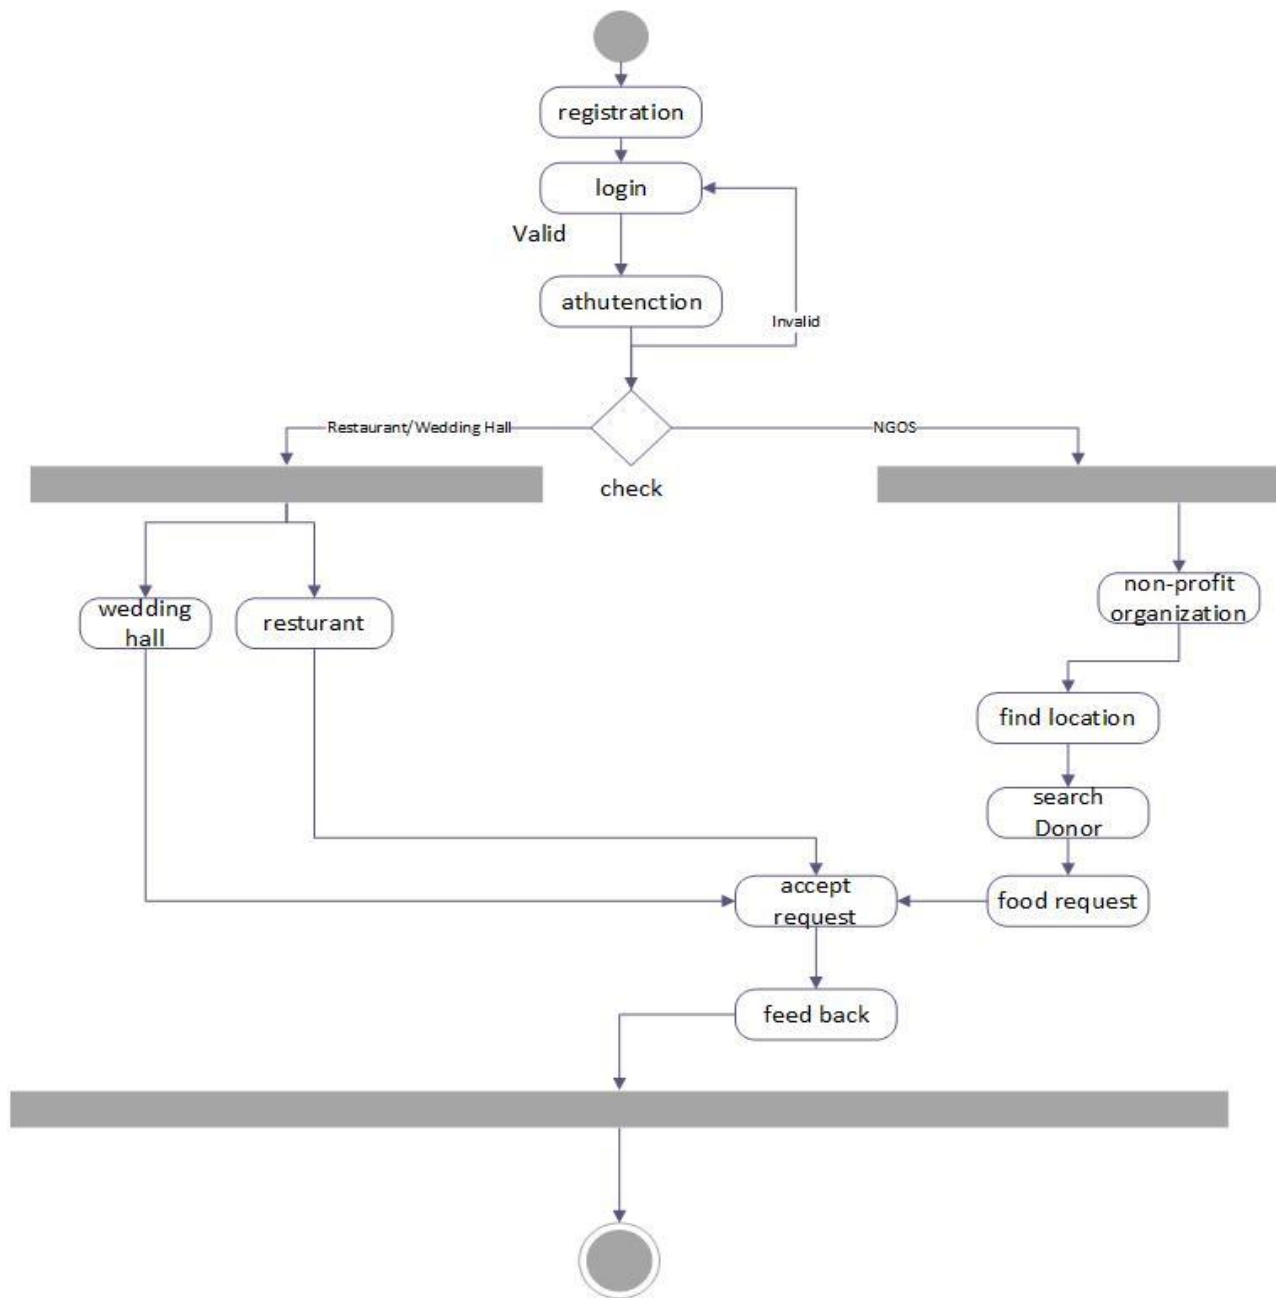 registration
login
Valid
athutenction
Invalid
Restaurant/Wedding Hall
NGOS
check
wedding
hall
resturant
non-profit
organization
find location
search
Donor
accept
request
food request
feed back